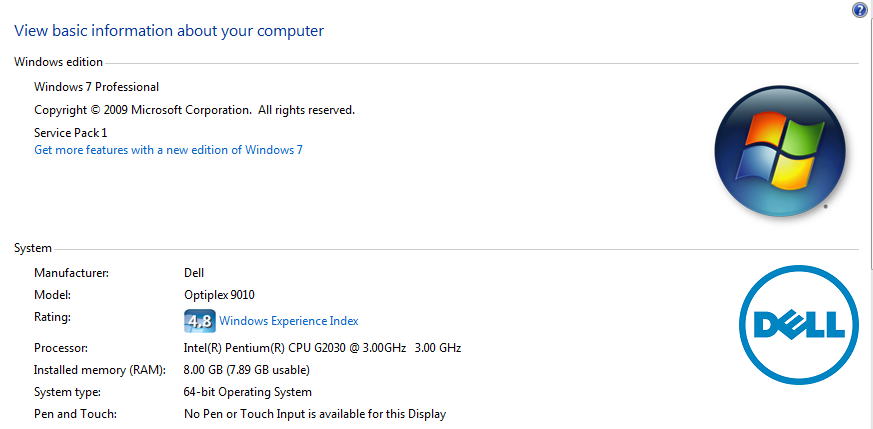 View basic information about your computer
Windows edition
Windows 7 Professional
Copyright © 2009 Microsoft Corporation.  All rights reserved.
Service Pack 1
Get more features with a new edition of Windows 7
System
Manufacturer: Dell
Model: Optiplex 9010
Rating: 4,8 Windows Experience Index
Processor: Intel(R) Pentium(R) CPU G2030 @ 3.00GHz   3.00 GHz
Installed memory (RAM): 8.00 GB (7.89 GB usable)
System type: 64-bit Operating System
Pen and Touch: No Pen or Touch Input is available for this Display
DELL